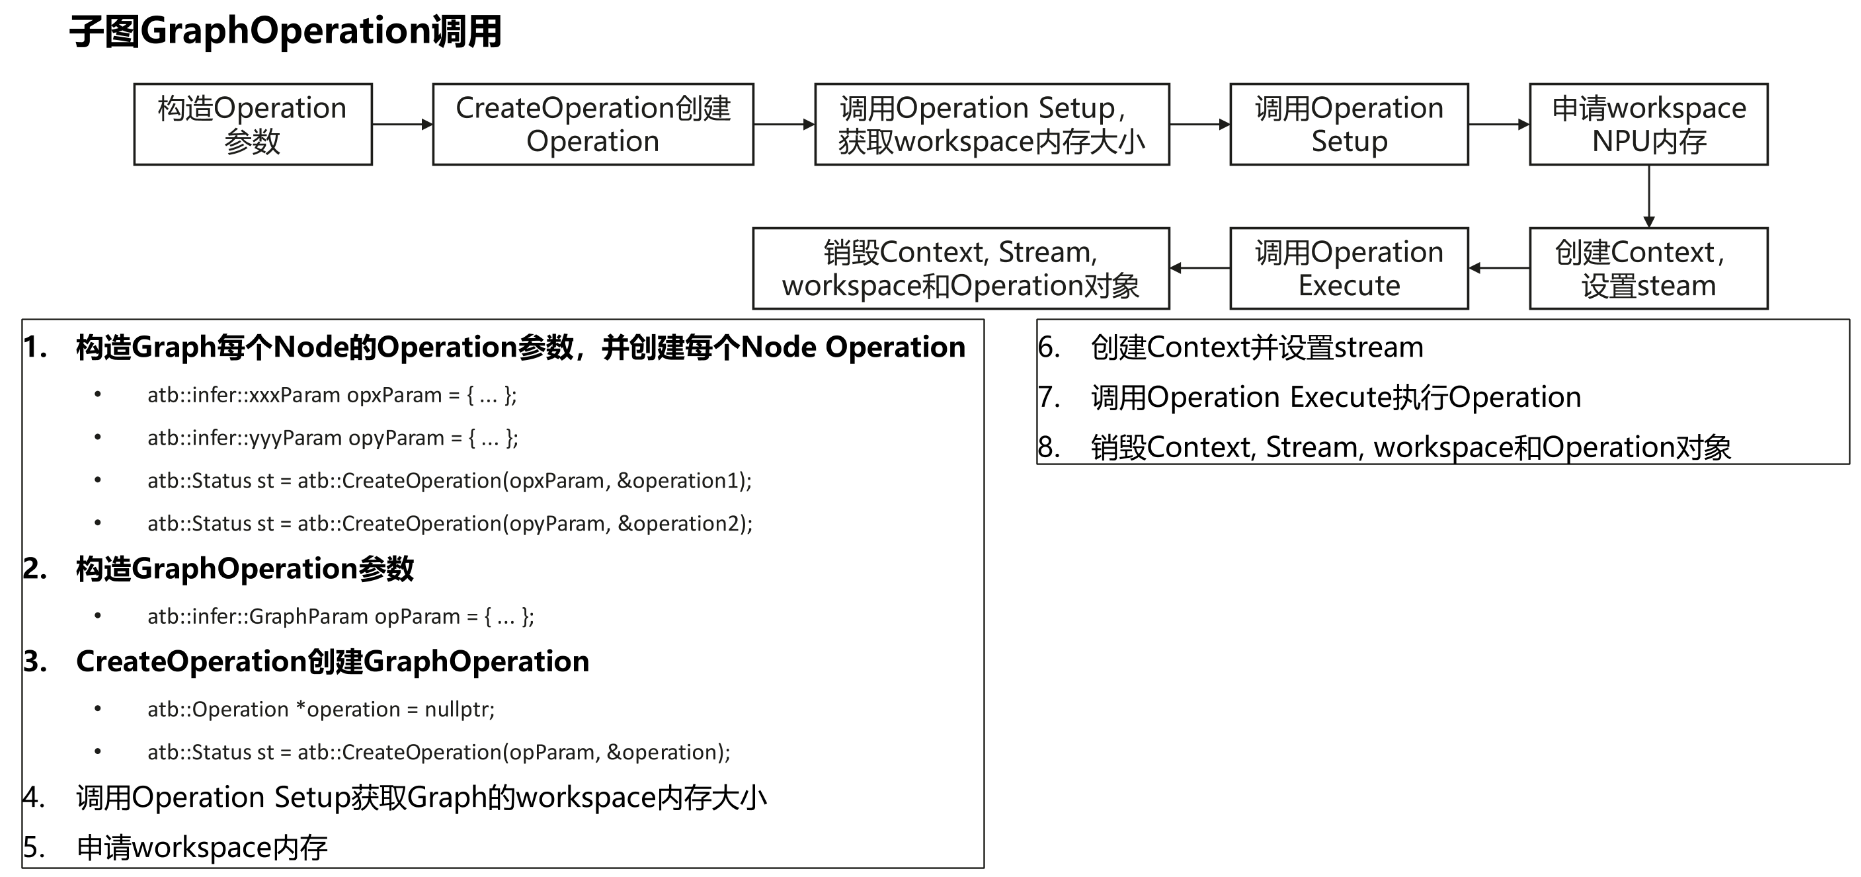 子图GraphOperation调用
构造Operation
参数
CreateOperation创建
Operation
调用Operation Setup，
获取workspace内存大小
调用Operation
Setup
申请workspace
NPU内存
创建Context，
设置steam
调用Operation
Execute
销毁Context, Stream,
workspace和Operation对象
1. 构造Graph每个Node的Operation参数，并创建每个Node Operation
• atb::infer::xxxParam opxParam = { ... };
• atb::infer::yyyParam opyParam = { ... };
• atb::Status st = atb::CreateOperation(opxParam, &operation1);
• atb::Status st = atb::CreateOperation(opyParam, &operation2);
2. 构造GraphOperation参数
• atb::infer::GraphParam opParam = { ... };
3. CreateOperation创建GraphOperation
• atb::Operation *operation = nullptr;
• atb::Status st = atb::CreateOperation(opParam, &operation);
4. 调用Operation Setup获取Graph的workspace内存大小
5. 申请workspace内存
6. 创建Context并设置stream
7. 调用Operation Execute执行Operation
8. 销毁Context, Stream, workspace和Operation对象